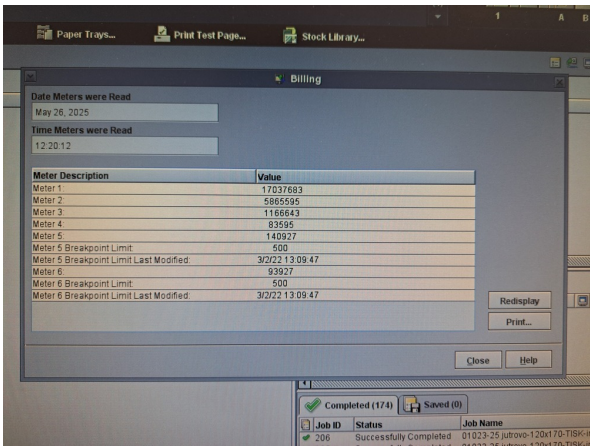 1 A B
Paper Trays... Print Test Page... Stock Library...
Billing
Date Meters were Read
May 26, 2025
Time Meters were Read
12:20:12
Meter Description Value
Meter 1: 17037683
Meter 2: 5865595
Meter 3: 1166643
Meter 4: 83595
Meter 5: 140927
Meter 5 Breakpoint Limit: 500
Meter 5 Breakpoint Limit Last Modified: 3/2/22 13:09:47
Meter 6: 93927
Meter 6 Breakpoint Limit: 500
Meter 6 Breakpoint Limit Last Modified: 3/2/22 13:09:47
Redisplay
Print...
Close Help
Completed (174) Saved (0)
Job ID Status Job Name
206 Successfully Completed 01023-25 jutrovo-120x170-TISK-i